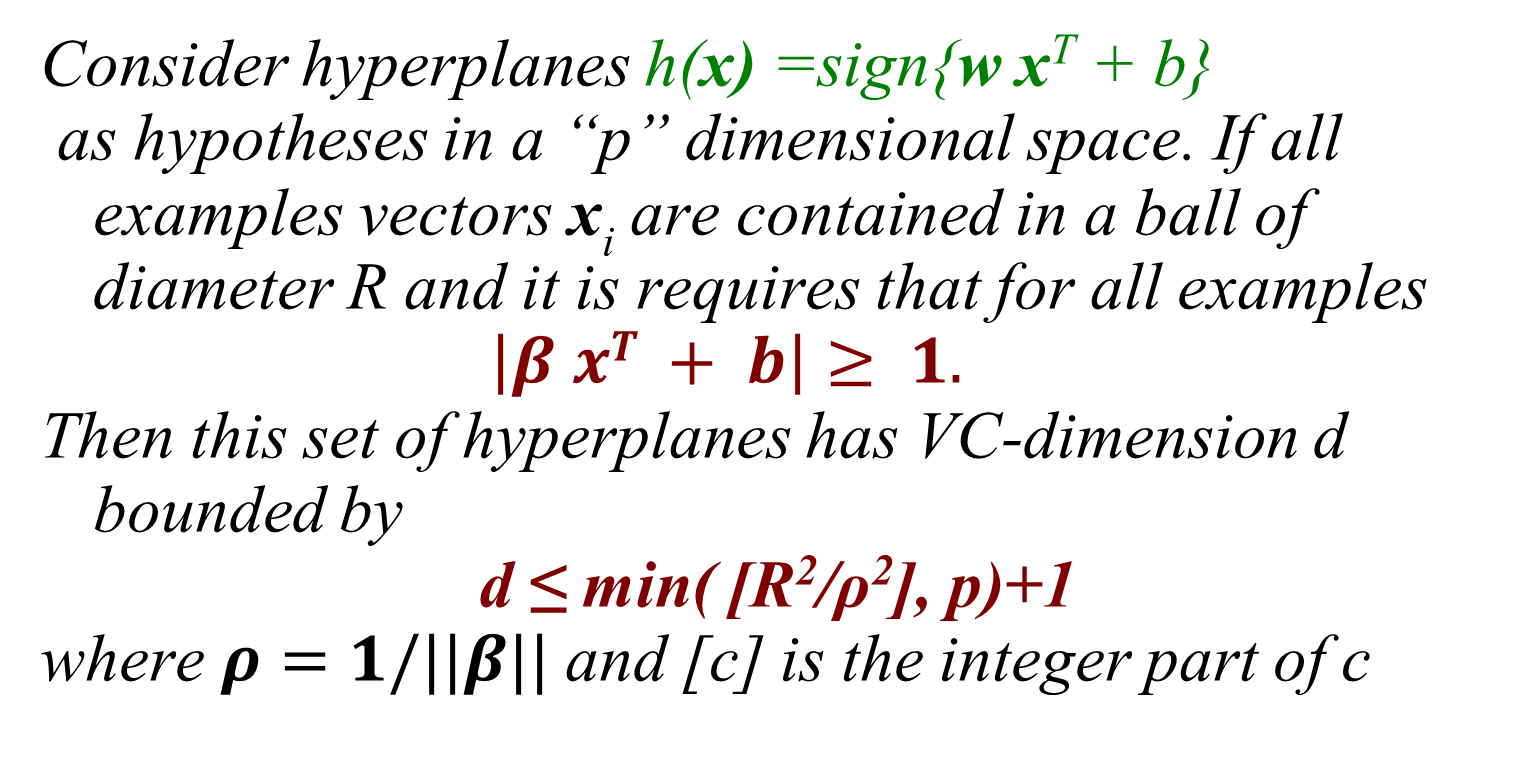 Consider hyperplanes h(x) =sign{w x^T + b}
as hypotheses in a “p” dimensional space. If all
examples vectors x_i are contained in a ball of
diameter R and it is requires that for all examples
|β x^T + b| ≥ 1.
Then this set of hyperplanes has VC-dimension d
bounded by
d ≤ min( [R²/ρ²], p)+1
where ρ = 1/||β|| and [c] is the integer part of c